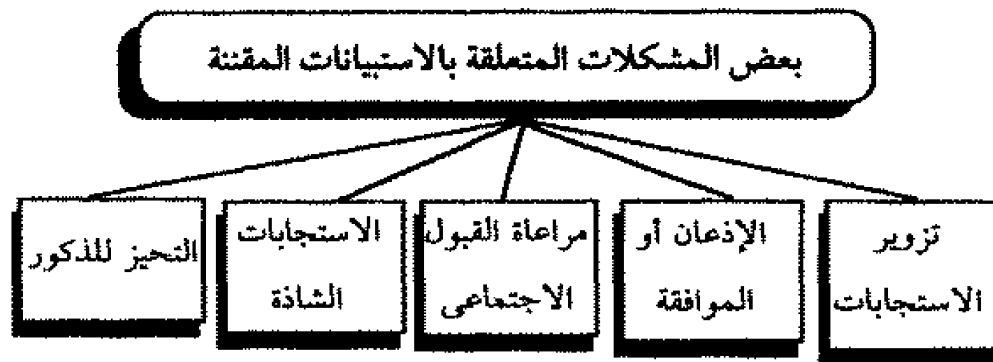 بعض المشكلات المتعلقة بالاستبيانات المقننة
تزوير
الاستجابات
الإذعان أو
الموافقة
مراعاة القبول
الاجتماعى
الاستجابات
الشاذة
التحيز للذكور